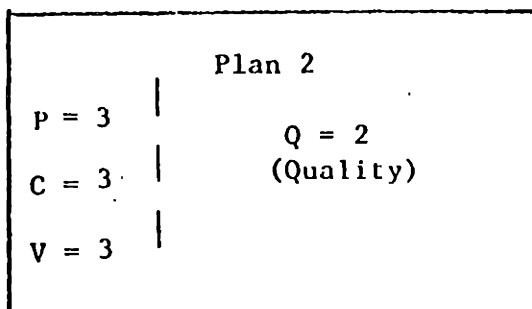 Plan 2
P = 3
Q = 2
(Quality)
C = 3
V = 3